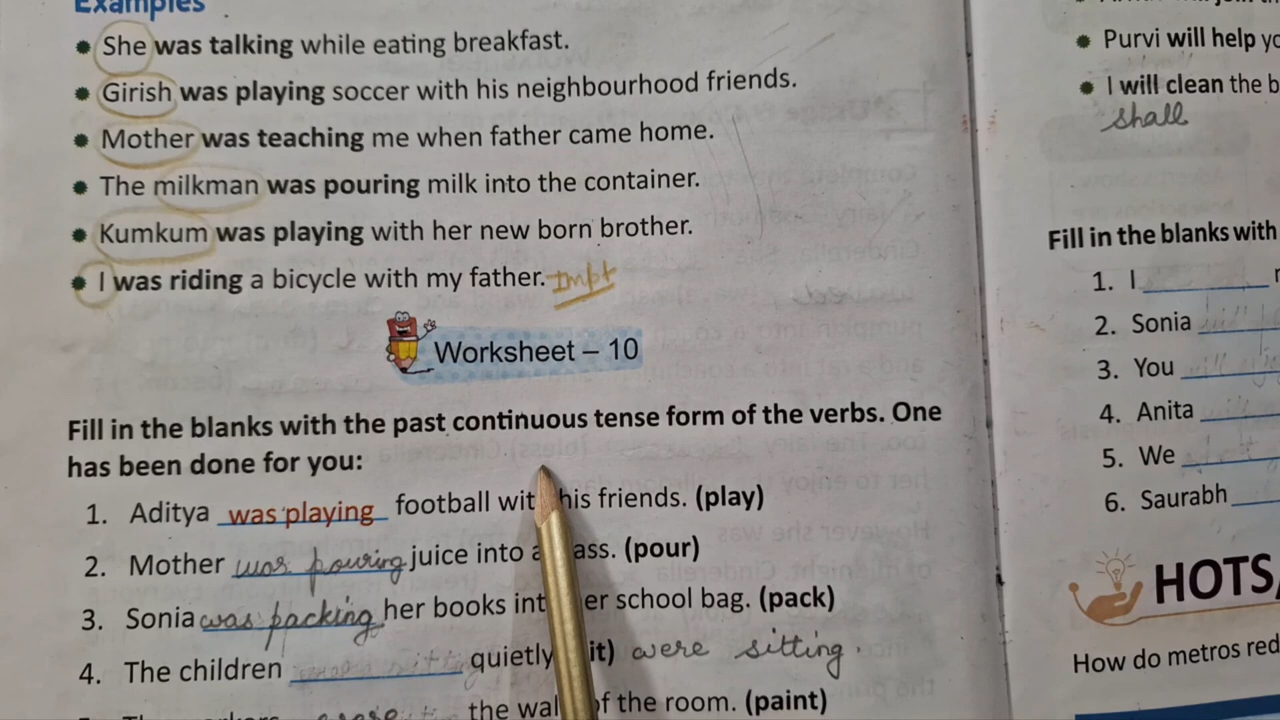 Examples
She was talking while eating breakfast.
Girish was playing soccer with his neighbourhood friends.
Mother was teaching me when father came home.
The milkman was pouring milk into the container.
Kumkum was playing with her new born brother.
I was riding a bicycle with my father. Impt
Worksheet – 10
Fill in the blanks with the past continuous tense form of the verbs. One
has been done for you:
1. Aditya was playing football with his friends. (play)
2. Mother was pouring juice into a ass. (pour)
3. Sonia was packing her books int er school bag. (pack)
4. The children quietly it) were sitting.
the wal of the room. (paint)
Purvi will help yo
I will clean the b
shall
Fill in the blanks with
1. I
2. Sonia
3. You
4. Anita
5. We
6. Saurabh
HOTS
How do metros red